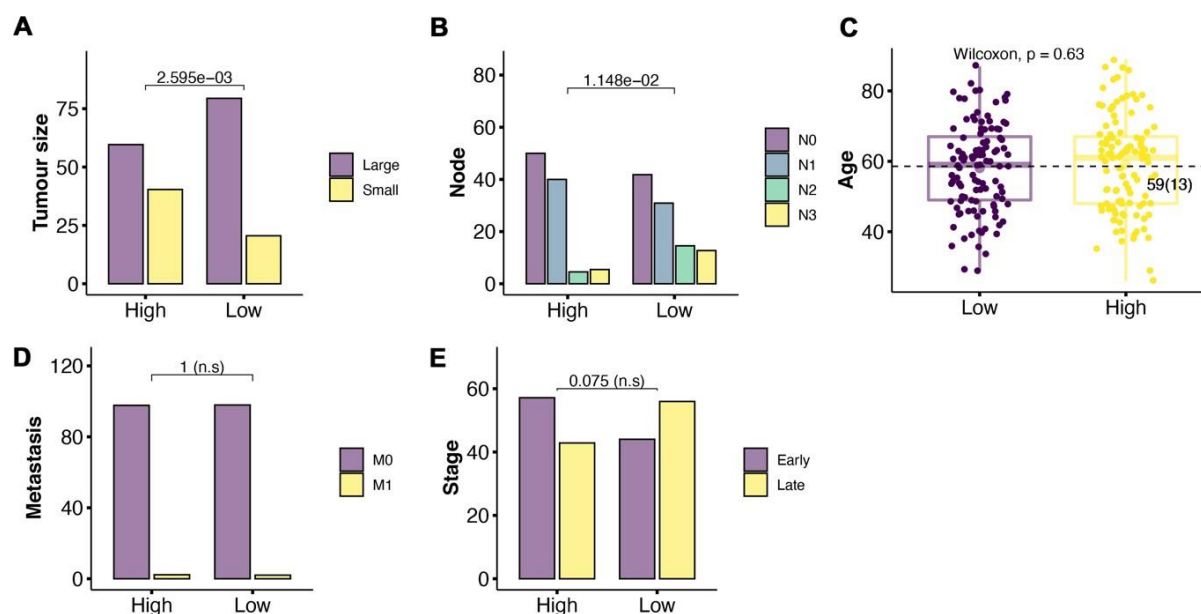 A
Tumour size
75
50
25
0
2.595e−03
High
Low
Large
Small
B
Node
80
60
40
20
0
1.148e−02
High
Low
N0
N1
N2
N3
C
Age
80
60
40
Wilcoxon, p = 0.63
59(13)
Low
High
D
Metastasis
120
80
40
0
1 (n.s)
High
Low
M0
M1
E
Stage
60
40
20
0
0.075 (n.s)
High
Low
Early
Late